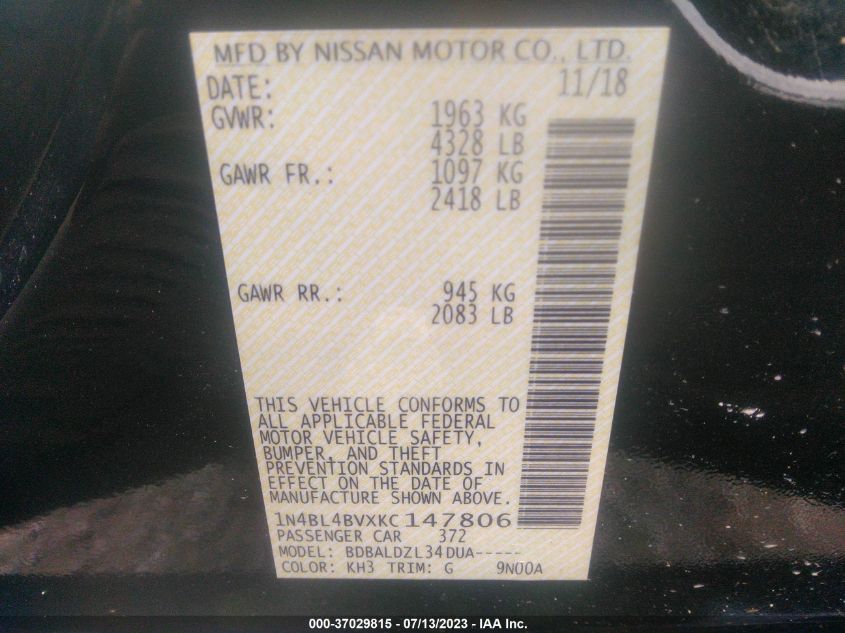 MFD BY NISSAN MOTOR CO., LTD.
DATE: 11/18
GVWR: 1963 KG
4328 LB
GAWR FR.: 1097 KG
2418 LB
GAWR RR.: 945 KG
2083 LB
THIS VEHICLE CONFORMS TO
ALL APPLICABLE FEDERAL
MOTOR VEHICLE SAFETY,
BUMPER, AND THEFT
PREVENTION STANDARDS IN
EFFECT ON THE DATE OF
MANUFACTURE SHOWN ABOVE.
1N4BL4BVXKC147806
PASSENGER CAR 372
MODEL: BDBALDZL34DUA-----
COLOR: KH3 TRIM: G 9N00A
000-37029815 - 07/13/2023 - IAA Inc.